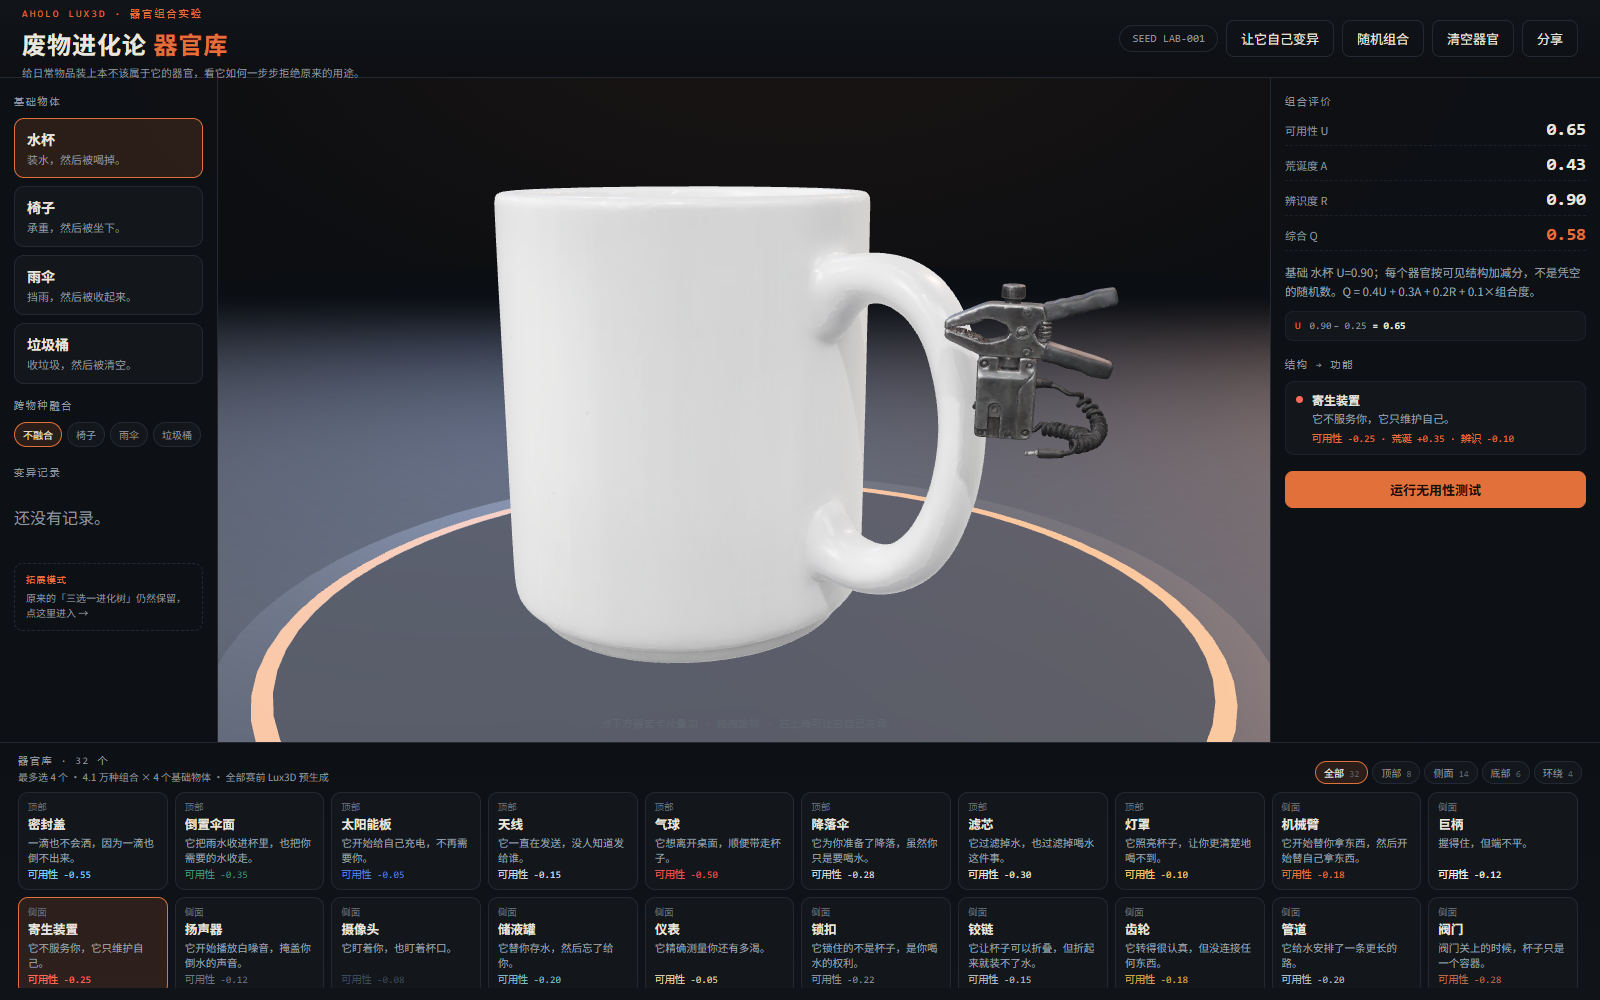 AHOLO LUX3D · 器官组合实验
废物进化论 器官库
给日常物品装上本不该属于它的器官，看它如何一步步拒绝原来的用途。
SEED LAB-001
让它自己变异
随机组合
清空器官
分享
基础物体
水杯
装水，然后被喝掉。
椅子
承重，然后被坐下。
雨伞
挡雨，然后被收起来。
垃圾桶
收垃圾，然后被清空。
跨物种融合
不融合 椅子 雨伞 垃圾桶
变异记录
还没有记录。
拓展模式
原来的「三选一进化树」仍然保留，
点这里进入 →
组合评价
可用性 U 0.65
荒诞度 A 0.43
辨识度 R 0.90
综合 Q 0.58
基础 水杯 U=0.90；每个器官按可见结构加减分，不是凭空
的随机数。Q = 0.4U + 0.3A + 0.2R + 0.1×组合度。
U 0.90 − 0.25 = 0.65
结构 → 功能
寄生装置
它不服务你，它只维护自己。
可用性 -0.25 · 荒诞 +0.35 · 辨识 -0.10
运行无用性测试
器官库 · 32 个
最多选 4 个 · 4.1 万种组合 × 4 个基础物体 · 全部赛前 Lux3D 预生成
全部 32 顶部 8 侧面 14 底部 6 环绕 4
顶部
密封盖
一滴也不会洒，因为一滴也
倒不出来。
可用性 -0.55
顶部
倒置伞面
它把雨水收进杯里，也把你
需要的水收走。
可用性 -0.35
顶部
太阳能板
它开始给自己充电，不再需
要你。
可用性 -0.05
顶部
天线
它一直在发送，没人知道发
给谁。
可用性 -0.15
顶部
气球
它想离开桌面，顺便带走杯
子。
可用性 -0.50
顶部
降落伞
它为你准备了降落，虽然你
只是要喝水。
可用性 -0.28
顶部
滤芯
它过滤掉水，也过滤掉喝水
这件事。
可用性 -0.30
顶部
灯罩
它照亮杯子，让你更清楚地
喝不到。
可用性 -0.10
侧面
机械臂
它开始替你拿东西，然后开
始替自己拿东西。
可用性 -0.18
侧面
巨柄
握得住，但端不平。
可用性 -0.12
侧面
寄生装置
它不服务你，它只维护自
己。
可用性 -0.25
侧面
扬声器
它开始播放白噪音，掩盖你
倒水的声音。
可用性 -0.12
侧面
摄像头
它盯着你，也盯着杯口。
可用性 -0.08
侧面
储液罐
它替你存水，然后忘了给
你。
可用性 -0.20
侧面
仪表
它精确测量你还有多渴。
可用性 -0.05
侧面
锁扣
它锁住的不是杯子，是你喝
水的权利。
可用性 -0.22
侧面
铰链
它让杯子可以折叠，但折起
来就装不了水。
可用性 -0.15
侧面
齿轮
它转得很认真，但没连接任
何东西。
可用性 -0.18
侧面
管道
它给水安排了一条更长的
路。
可用性 -0.20
侧面
阀门
阀门关上的时候，杯子只是
一个容器。
可用性 -0.28